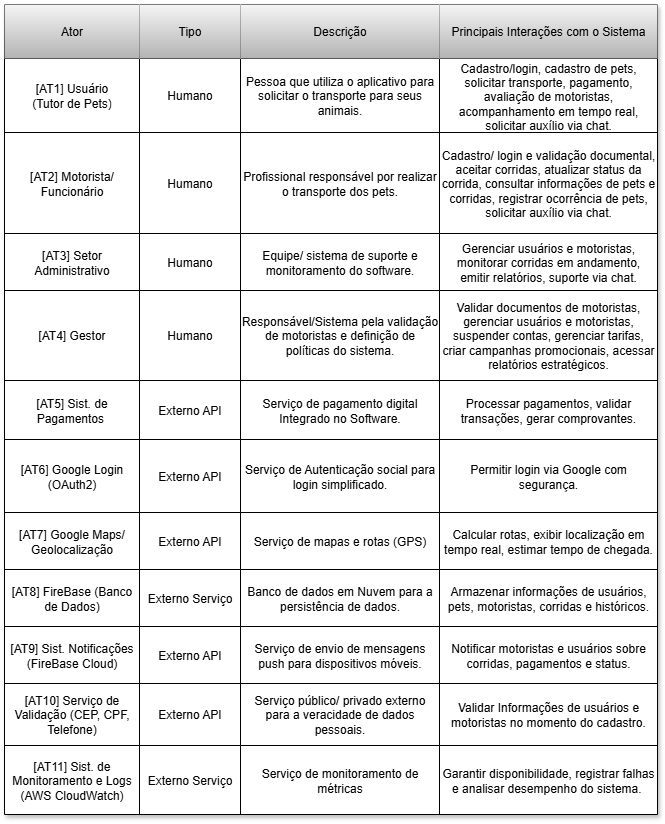 Ator
Tipo
Descrição
Principais Interações com o Sistema
[AT1] Usuário
(Tutor de Pets)
Humano
Pessoa que utiliza o aplicativo para
solicitar o transporte para seus
animais.
Cadastro/login, cadastro de pets,
solicitar transporte, pagamento,
avaliação de motoristas,
acompanhamento em tempo real,
solicitar auxílio via chat.
[AT2] Motorista/
Funcionário
Humano
Profissional responsável por realizar
o transporte dos pets.
Cadastro/ login e validação documental,
aceitar corridas, atualizar status da
corrida, consultar informações de pets e
corridas, registrar ocorrência de pets,
solicitar auxílio via chat.
[AT3] Setor
Administrativo
Humano
Equipe/ sistema de suporte e
monitoramento do software.
Gerenciar usuários e motoristas,
monitorar corridas em andamento,
emitir relatórios, suporte via chat.
[AT4] Gestor
Humano
Responsável/Sistema pela validação
de motoristas e definição de
políticas do sistema.
Validar documentos de motoristas,
gerenciar usuários e motoristas,
suspender contas, gerenciar tarifas,
criar campanhas promocionais, acessar
relatórios estratégicos.
[AT5] Sist. de
Pagamentos
Externo API
Serviço de pagamento digital
Integrado no Software.
Processar pagamentos, validar
transações, gerar comprovantes.
[AT6] Google Login
(OAuth2)
Externo API
Serviço de Autenticação social para
login simplificado.
Permitir login via Google com
segurança.
[AT7] Google Maps/
Geolocalização
Externo API
Serviço de mapas e rotas (GPS)
Calcular rotas, exibir localização em
tempo real, estimar tempo de chegada.
[AT8] FireBase (Banco
de Dados)
Externo Serviço
Banco de dados em Nuvem para a
persistência de dados.
Armazenar informações de usuários,
pets, motoristas, corridas e históricos.
[AT9] Sist. Notificações
(FireBase Cloud)
Externo API
Serviço de envio de mensagens
push para dispositivos móveis.
Notificar motoristas e usuários sobre
corridas, pagamentos e status.
[AT10] Serviço de
Validação (CEP, CPF,
Telefone)
Externo API
Serviço público/ privado externo
para a veracidade de dados
pessoais.
Validar Informações de usuários e
motoristas no momento do cadastro.
[AT11] Sist. de
Monitoramento e Logs
(AWS CloudWatch)
Externo Serviço
Serviço de monitoramento de
métricas
Garantir disponibilidade, registrar falhas
e analisar desempenho do sistema.